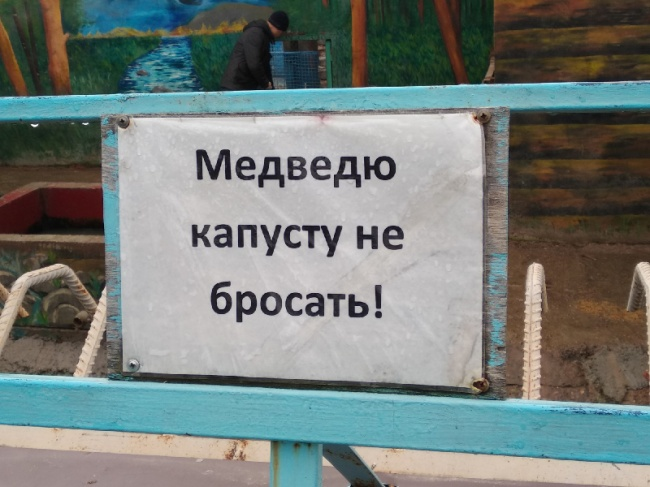 Медведю
капусту не
бросать!